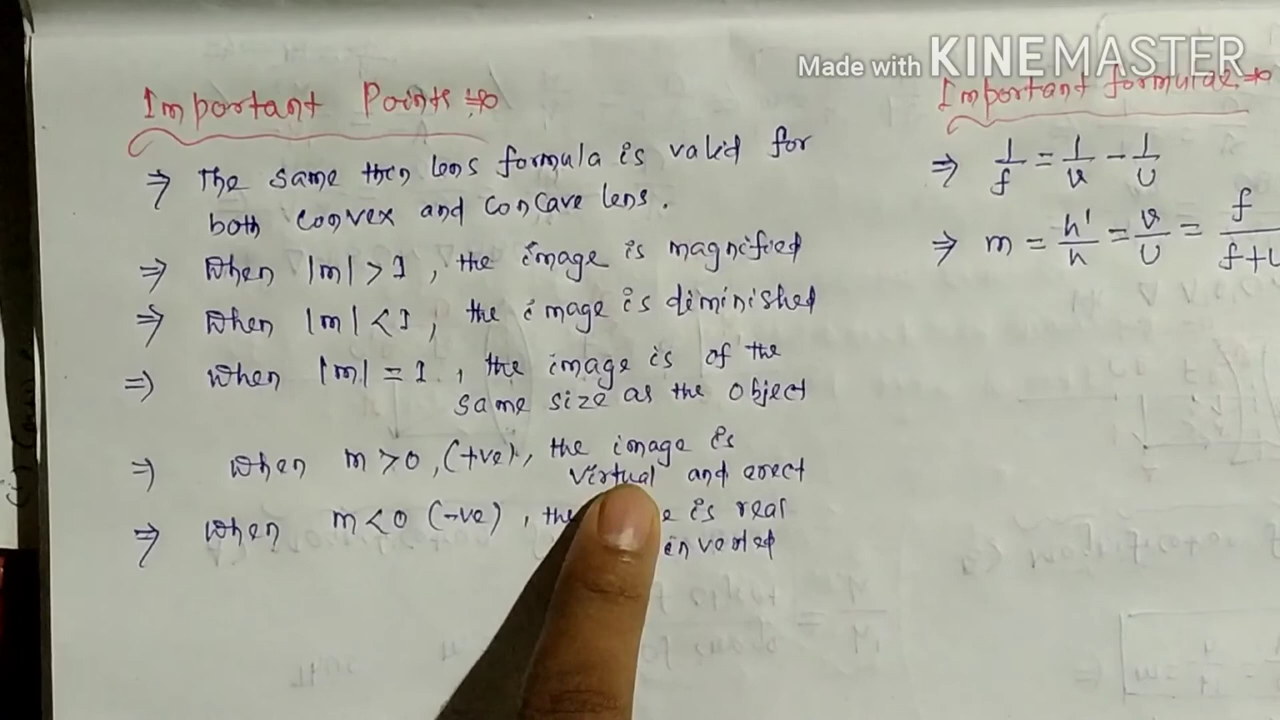 Made with KINEMASTER
Important Points ⇒
⇒ The same then lens formula is valid for
both convex and concave lens.
⇒ When |m| > 1, the image is magnified
⇒ When |m| < 1, the image is diminished
⇒ when |m| = 1, the image is of the
same size as the object
⇒ when m > 0, (+ve), the image is
virtual and erect
⇒ when m < 0 (-ve), the is real
inverted
Important formulae ⇒
⇒ 1/f = 1/v - 1/u
⇒ m = h'/h = v/u = f/f+u